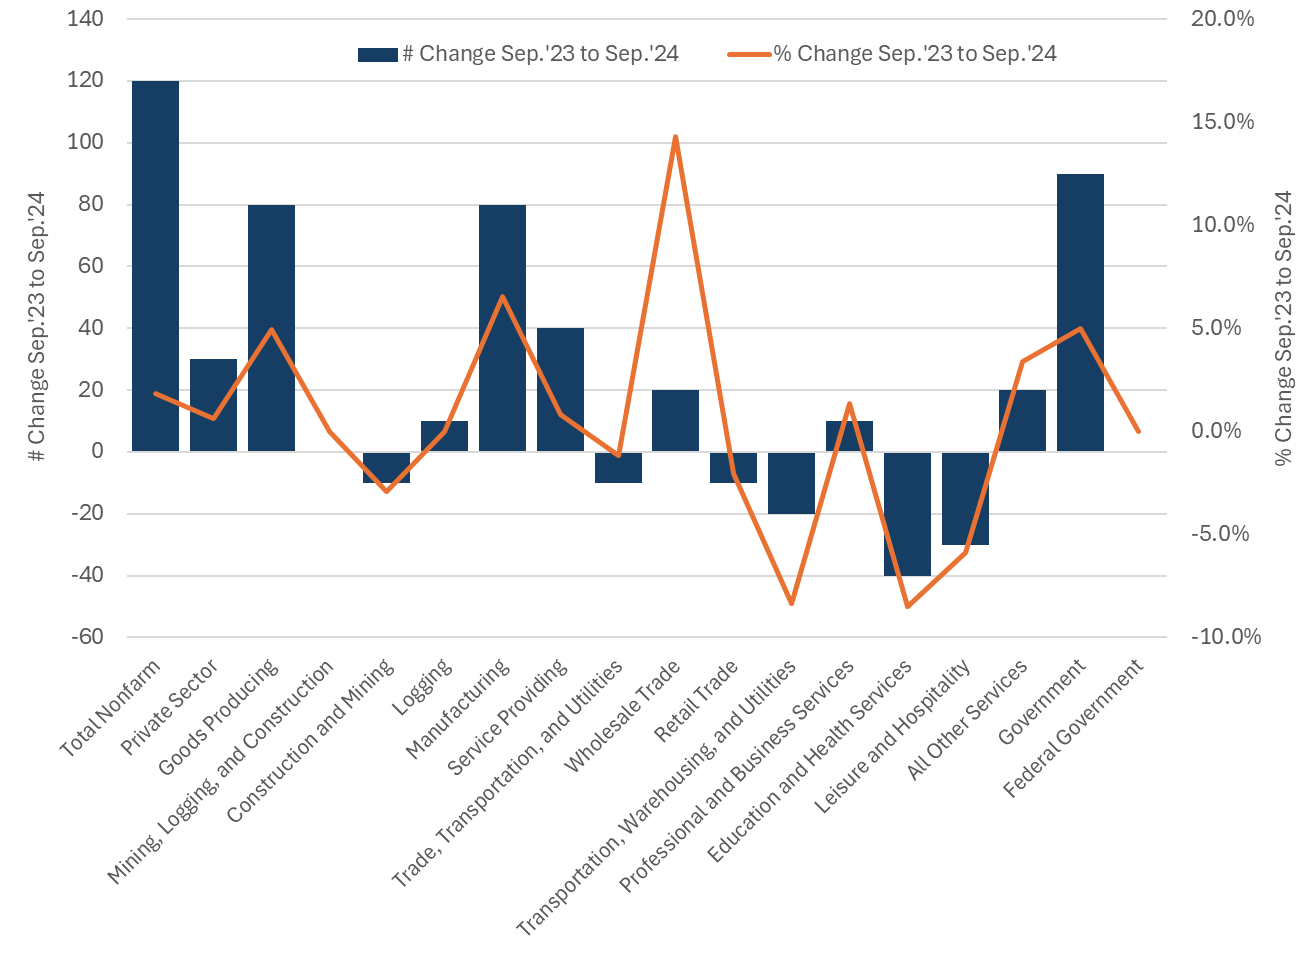 # Change Sep.'23 to Sep.'24
% Change Sep.'23 to Sep.'24
# Change Sep.'23 to Sep.'24
140
120
100
80
60
40
20
0
-20
-40
-60
20.0%
15.0%
10.0%
5.0%
0.0%
-5.0%
-10.0%
% Change Sep.'23 to Sep.'24
Total Nonfarm
Private Sector
Goods Producing
Mining, Logging, and Construction
Construction and Mining
Logging
Manufacturing
Service Providing
Trade, Transportation, and Utilities
Wholesale Trade
Retail Trade
Transportation, Warehousing, and Utilities
Professional and Business Services
Education and Health Services
Leisure and Hospitality
All Other Services
Government
Federal Government